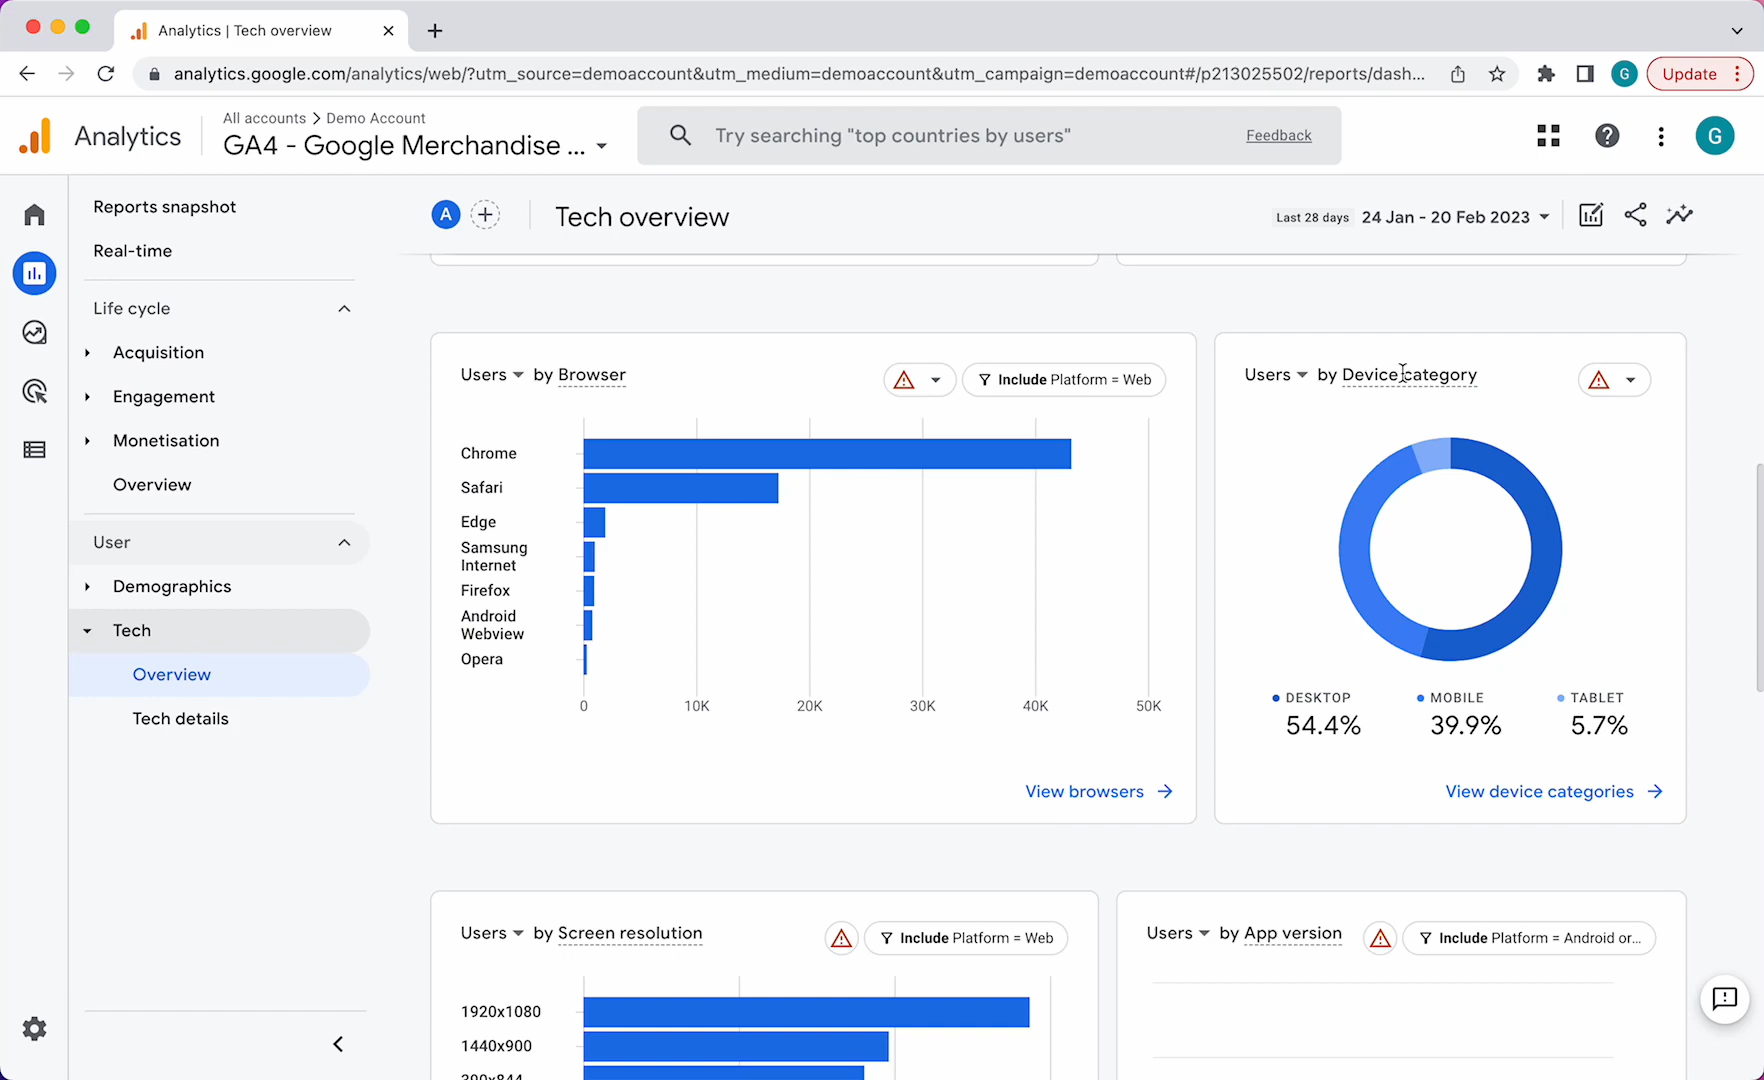 Analytics | Tech overview
analytics.google.com/analytics/web/?utm_source=demoaccount&utm_medium=demoaccount&utm_campaign=demoaccount#/p213025502/reports/dash...
G
Update
Analytics
All accounts > Demo Account
GA4 - Google Merchandise ...
Try searching "top countries by users"
Feedback
G
Reports snapshot
Real-time
Life cycle
Acquisition
Engagement
Monetisation
Overview
User
Demographics
Tech
Overview
Tech details
A
Tech overview
Last 28 days 24 Jan - 20 Feb 2023
Users by Browser
Include Platform = Web
Chrome
Safari
Edge
Samsung
Internet
Firefox
Android
Webview
Opera
0 10K 20K 30K 40K 50K
View browsers
Users by Device category
DESKTOP MOBILE TABLET
54.4% 39.9% 5.7%
View device categories
Users by Screen resolution
Include Platform = Web
1920x1080
1440x900
390x844
Users by App version
Include Platform = Android or...